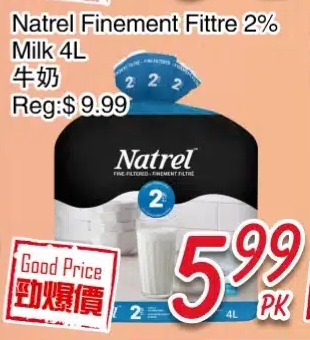 Natrel Finement Fittre 2%
Milk 4L
牛奶
Reg:$9.99
2 2 2
Natrel
FINE-FILTERED • FINEMENT FILTRÉ
2%
Good Price
勁爆價
5.99
PK
2
4L